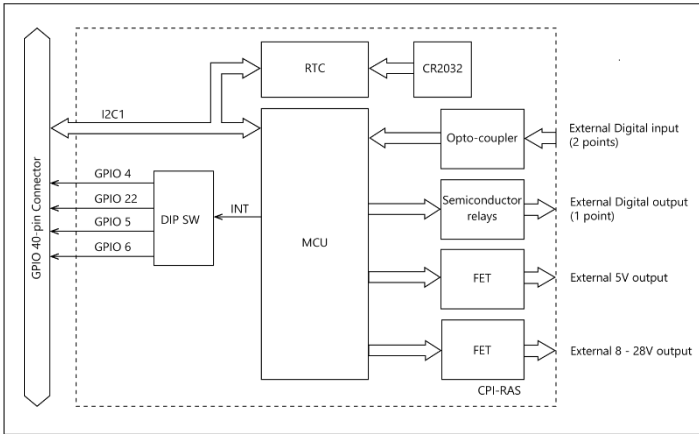 RTC
CR2032
I2C1
External Digital input
(2 points)
Opto-coupler
GPIO 4
GPIO 22
GPIO 5
GPIO 6
DIP SW
INT
MCU
Semiconductor
relays
External Digital output
(1 point)
GPIO 40-pin Connector
FET
External 5V output
FET
External 8 - 28V output
CPI-RAS